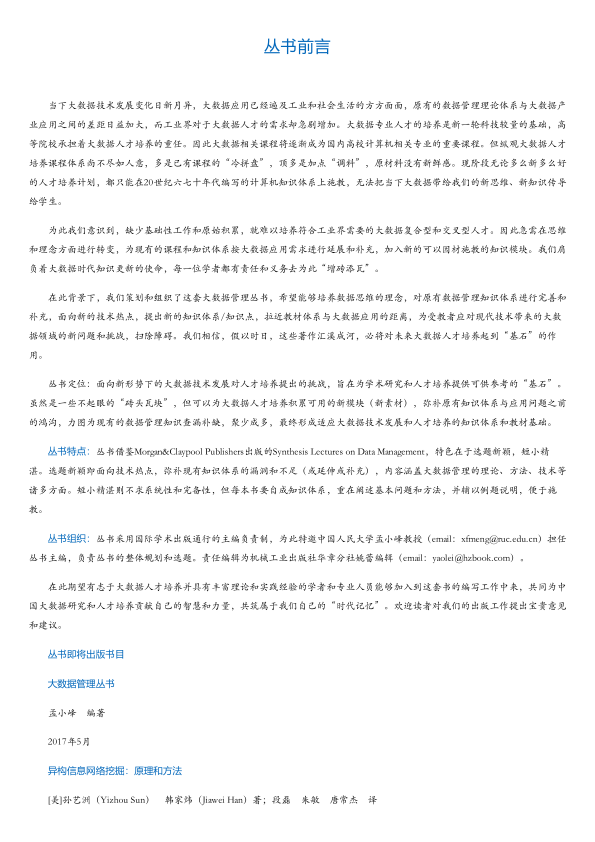 丛书前言
当下大数据技术发展变化日新月异，大数据应用已经遍及工业和社会生活的方方面面，原有的数据管理理论体系与大数据产
业应用之间的差距日益加大，而工业界对于大数据人才的需求却急剧增加。大数据专业人才的培养是新一轮科技较量的基础，高
等院校承担着大数据人才培养的重任。因此大数据相关课程将逐渐成为国内高校计算机相关专业的重要课程。但纵观大数据人才
培养课程体系尚不尽如人意，多是已有课程的“冷拼盘”，顶多是加点“调料”，原材料没有新鲜感。现阶段无论多么新多么好
的人才培养计划，都只能在20世纪六七十年代编写的计算机知识体系上施教，无法把当下大数据带给我们的新思维、新知识传导
给学生。
为此我们意识到，缺少基础性工作和原始积累，就难以培养符合工业界需要的大数据复合型和交叉型人才。因此急需在思维
和理念方面进行转变，为现有的课程和知识体系按大数据应用需求进行延展和补充，加入新的可以因材施教的知识模块。我们肩
负着大数据时代知识更新的使命，每一位学者都有责任和义务去为此“增砖添瓦”。
在此背景下，我们策划和组织了这套大数据管理丛书，希望能够培养数据思维的理念，对原有数据管理知识体系进行完善和
补充，面向新的技术热点，提出新的知识体系/知识点，拉近教材体系与大数据应用的距离，为受教者应对现代技术带来的大数
据领域的新问题和挑战，扫除障碍。我们相信，假以时日，这些著作汇溪成河，必将对未来大数据人才培养起到“基石”的作
用。
丛书定位：面向新形势下的大数据技术发展对人才培养提出的挑战，旨在为学术研究和人才培养提供可供参考的“基石”。
虽然是一些不起眼的“砖头瓦块”，但可以为大数据人才培养积累可用的新模块（新素材），弥补原有知识体系与应用问题之前
的鸿沟，力图为现有的数据管理知识查漏补缺，聚少成多，最终形成适应大数据技术发展和人才培养的知识体系和教材基础。
丛书特点：丛书借鉴Morgan&Claypool Publishers出版的Synthesis Lectures on Data Management，特色在于选题新颖，短小精
湛。选题新颖即面向技术热点，弥补现有知识体系的漏洞和不足（或延伸或补充），内容涵盖大数据管理的理论、方法、技术等
诸多方面。短小精湛则不求系统性和完备性，但每本书要自成知识体系，重在阐述基本问题和方法，并辅以例题说明，便于施
教。
丛书组织：丛书采用国际学术出版通行的主编负责制，为此特邀中国人民大学孟小峰教授（email：xfmeng@ruc.edu.cn）担任
丛书主编，负责丛书的整体规划和选题。责任编辑为机械工业出版社华章分社姚蕾编辑（email：yaolei@hzbook.com）。
在此期望有志于大数据人才培养并具有丰富理论和实践经验的学者和专业人员能够加入到这套书的编写工作中来，共同为中
国大数据研究和人才培养贡献自己的智慧和力量，共筑属于我们自己的“时代记忆”。欢迎读者对我们的出版工作提出宝贵意见
和建议。
丛书即将出版书目
大数据管理丛书
孟小峰　编著
2017年5月
异构信息网络挖掘：原理和方法
[美]孙艺洲（Yizhou Sun）　韩家炜（Jiawei Han）著；段磊　朱敏　唐常杰　译